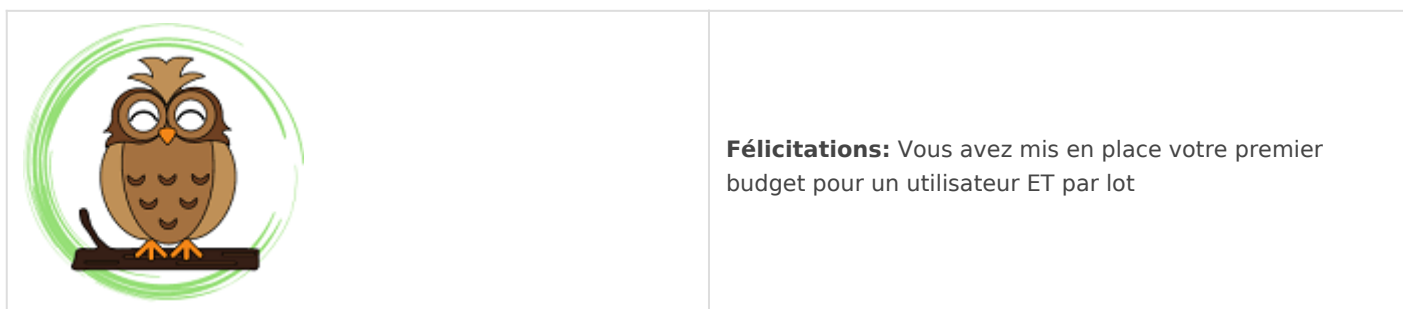 Félicitations: Vous avez mis en place votre premier
budget pour un utilisateur ET par lot